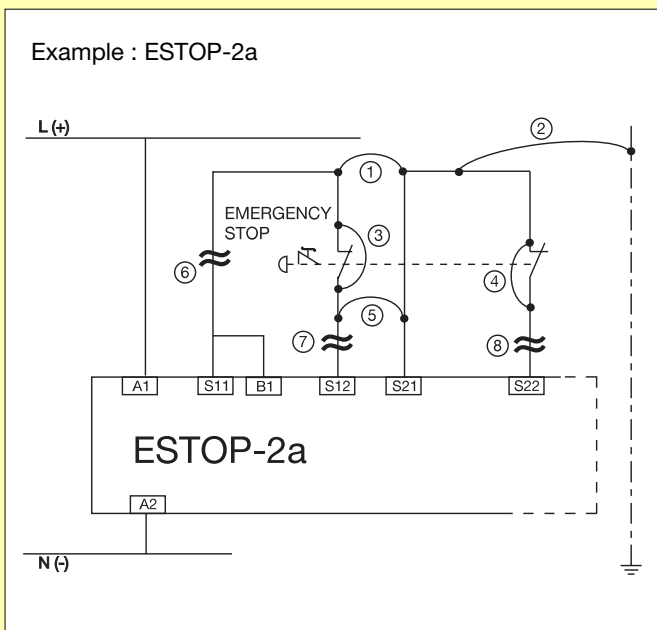 Example : ESTOP-2a
L (+)
①
②
EMERGENCY
STOP
③
④
⑤
⑥
⑦
⑧
A1
S11
B1
S12
S21
S22
ESTOP-2a
A2
N (-)